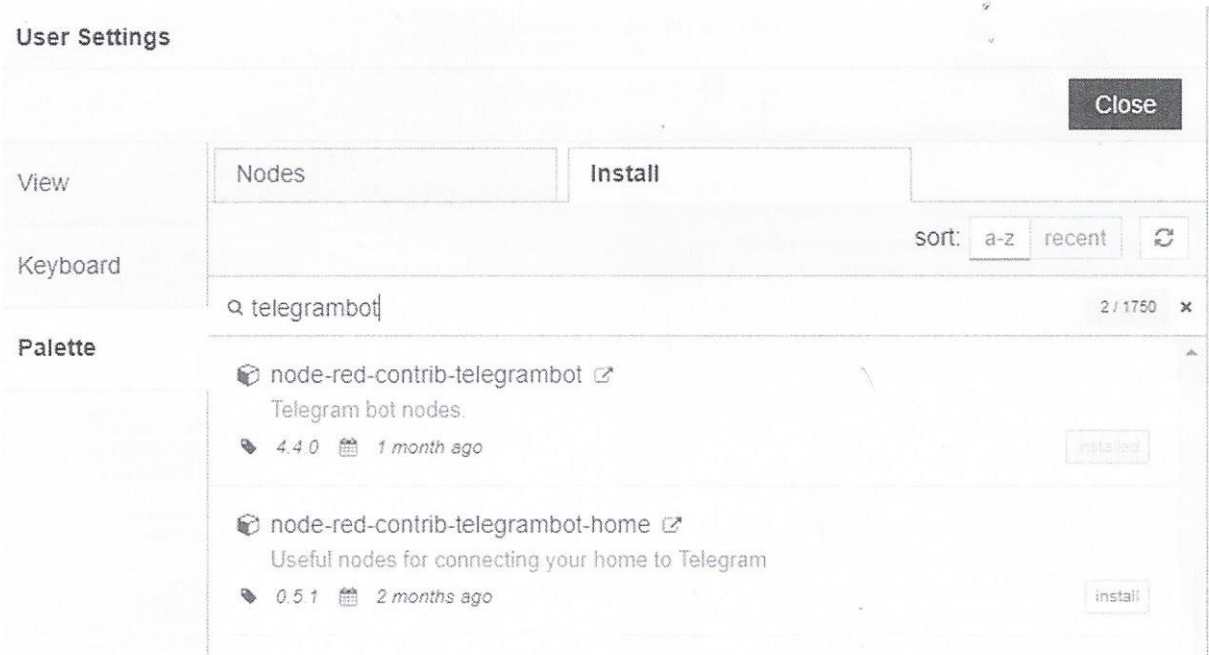 User Settings
Close
View
Keyboard
Palette
Nodes
Install
sort: a-z recent
telegrambot
2 / 1750 ×
node-red-contrib-telegrambot
Telegram bot nodes.
4.4.0 1 month ago
installed
node-red-contrib-telegrambot-home
Useful nodes for connecting your home to Telegram
0.5.1 2 months ago
install